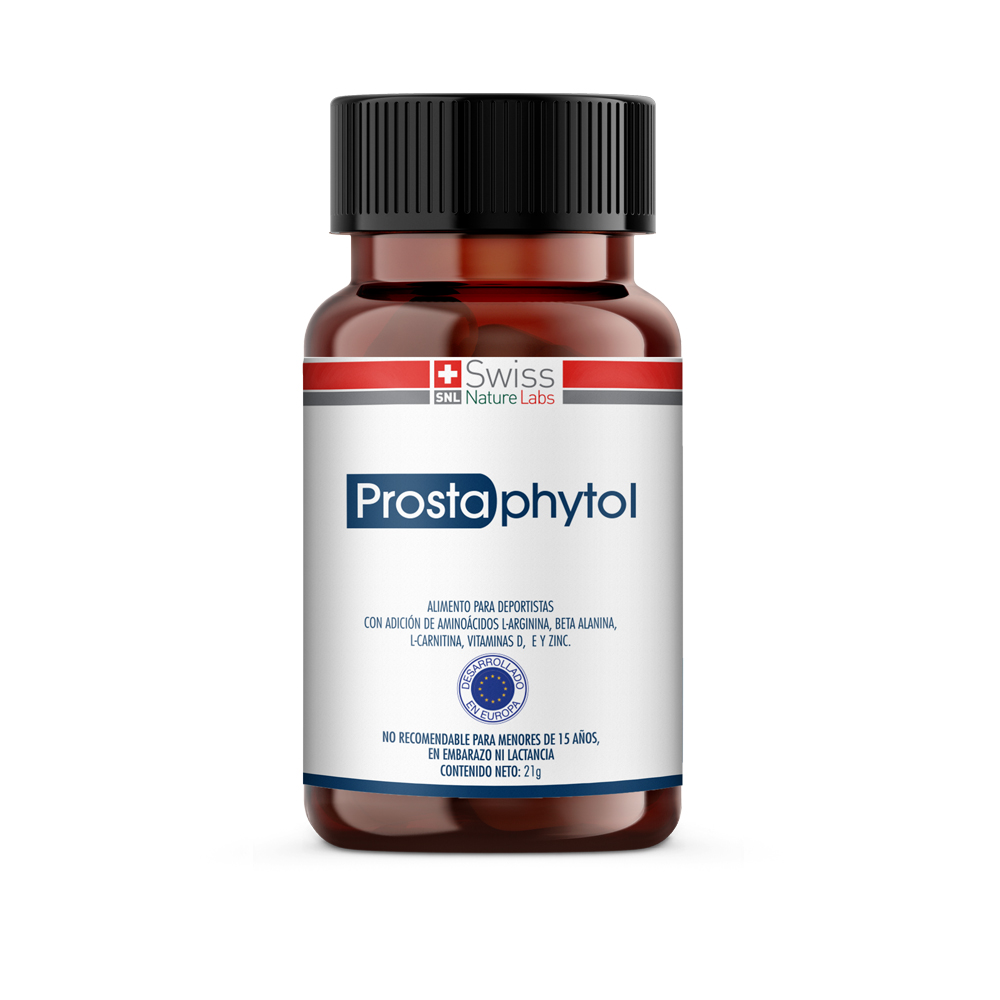 Swiss
SNL Nature Labs
Prostaphytol
ALIMENTO PARA DEPORTISTAS
CON ADICIÓN DE AMINOÁCIDOS L-ARGININA, BETA ALANINA,
L-CARNITINA, VITAMINAS D, E Y ZINC.
DESARROLLADO
EN EUROPA
NO RECOMENDABLE PARA MENORES DE 15 AÑOS,
EN EMBARAZO NI LACTANCIA
CONTENIDO NETO: 21g